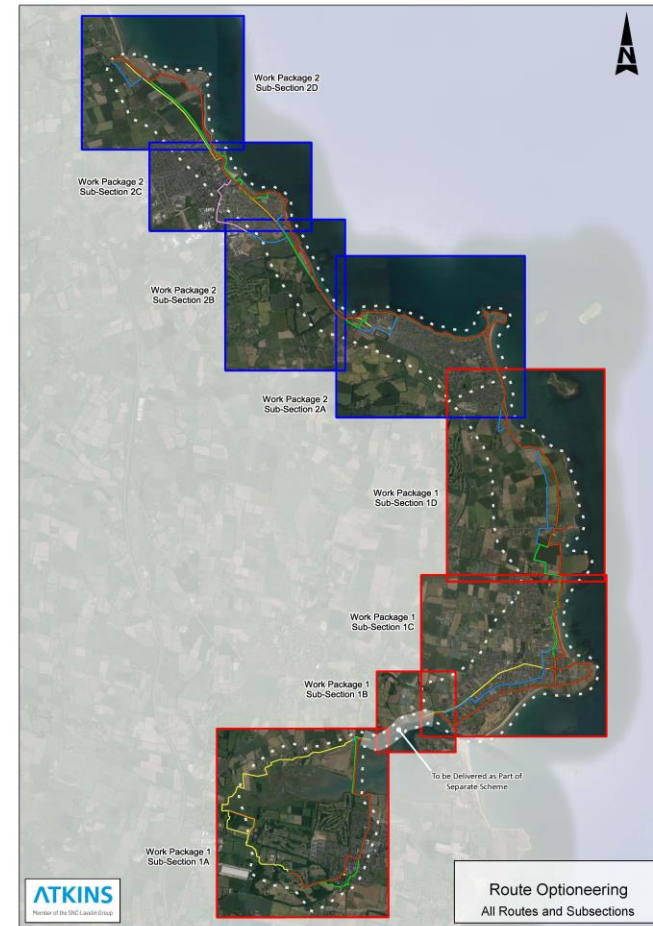 N
Work Package 2
Sub-Section 2D
Work Package 2
Sub-Section 2C
Work Package 2
Sub-Section 2B
Work Package 2
Sub-Section 2A
Work Package 1
Sub-Section 1D
Work Package 1
Sub-Section 1C
Work Package 1
Sub-Section 1B
To be Delivered as Part of
Separate Scheme
Work Package 1
Sub-Section 1A
ATKINS
Member of the SNC-Lavalin Group
Route Optioneering
All Routes and Subsections